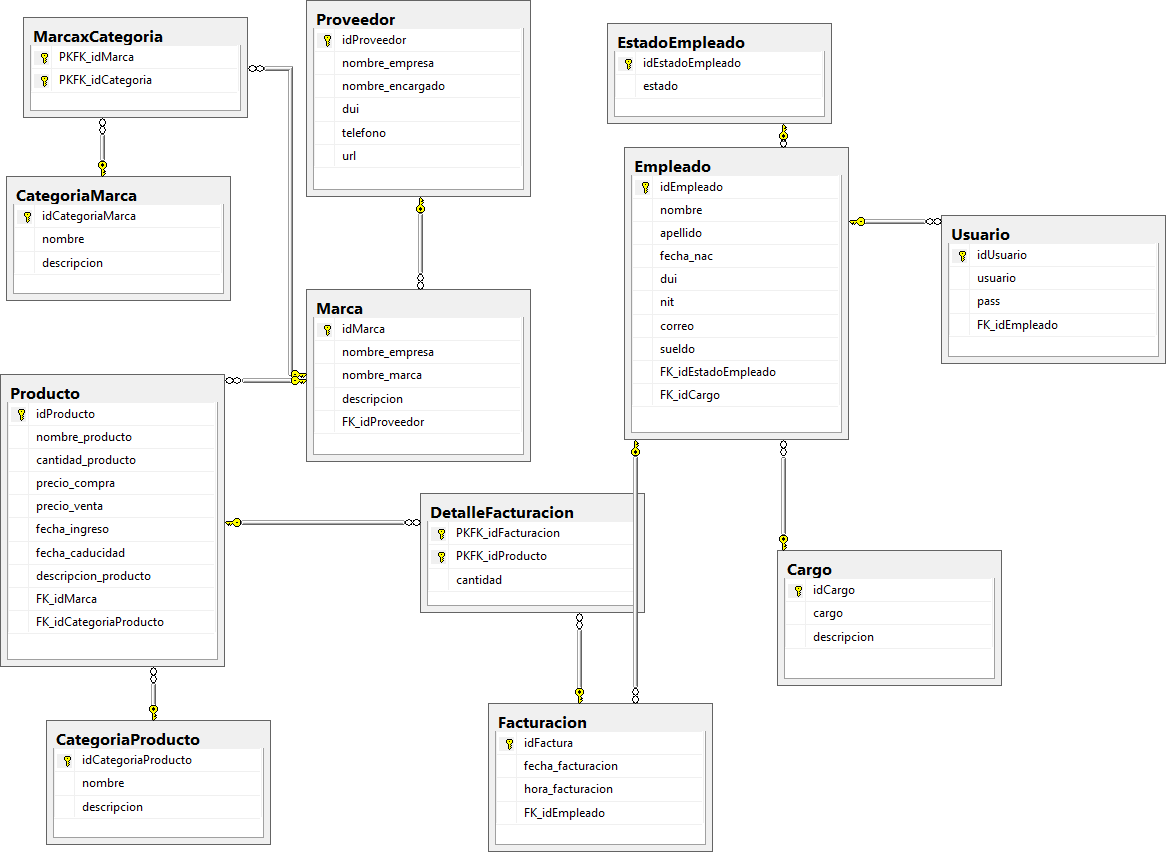 MarcaxCategoria
PKFK_idMarca
PKFK_idCategoria
Proveedor
idProveedor
nombre_empresa
nombre_encargado
dui
telefono
url
EstadoEmpleado
idEstadoEmpleado
estado
CategoriaMarca
idCategoriaMarca
nombre
descripcion
Empleado
idEmpleado
nombre
apellido
fecha_nac
dui
nit
correo
sueldo
FK_idEstadoEmpleado
FK_idCargo
Usuario
idUsuario
usuario
pass
FK_idEmpleado
Marca
idMarca
nombre_empresa
nombre_marca
descripcion
FK_idProveedor
Producto
idProducto
nombre_producto
cantidad_producto
precio_compra
precio_venta
fecha_ingreso
fecha_caducidad
descripcion_producto
FK_idMarca
FK_idCategoriaProducto
DetalleFacturacion
PKFK_idFacturacion
PKFK_idProducto
cantidad
Cargo
idCargo
cargo
descripcion
CategoriaProducto
idCategoriaProducto
nombre
descripcion
Facturacion
idFactura
fecha_facturacion
hora_facturacion
FK_idEmpleado